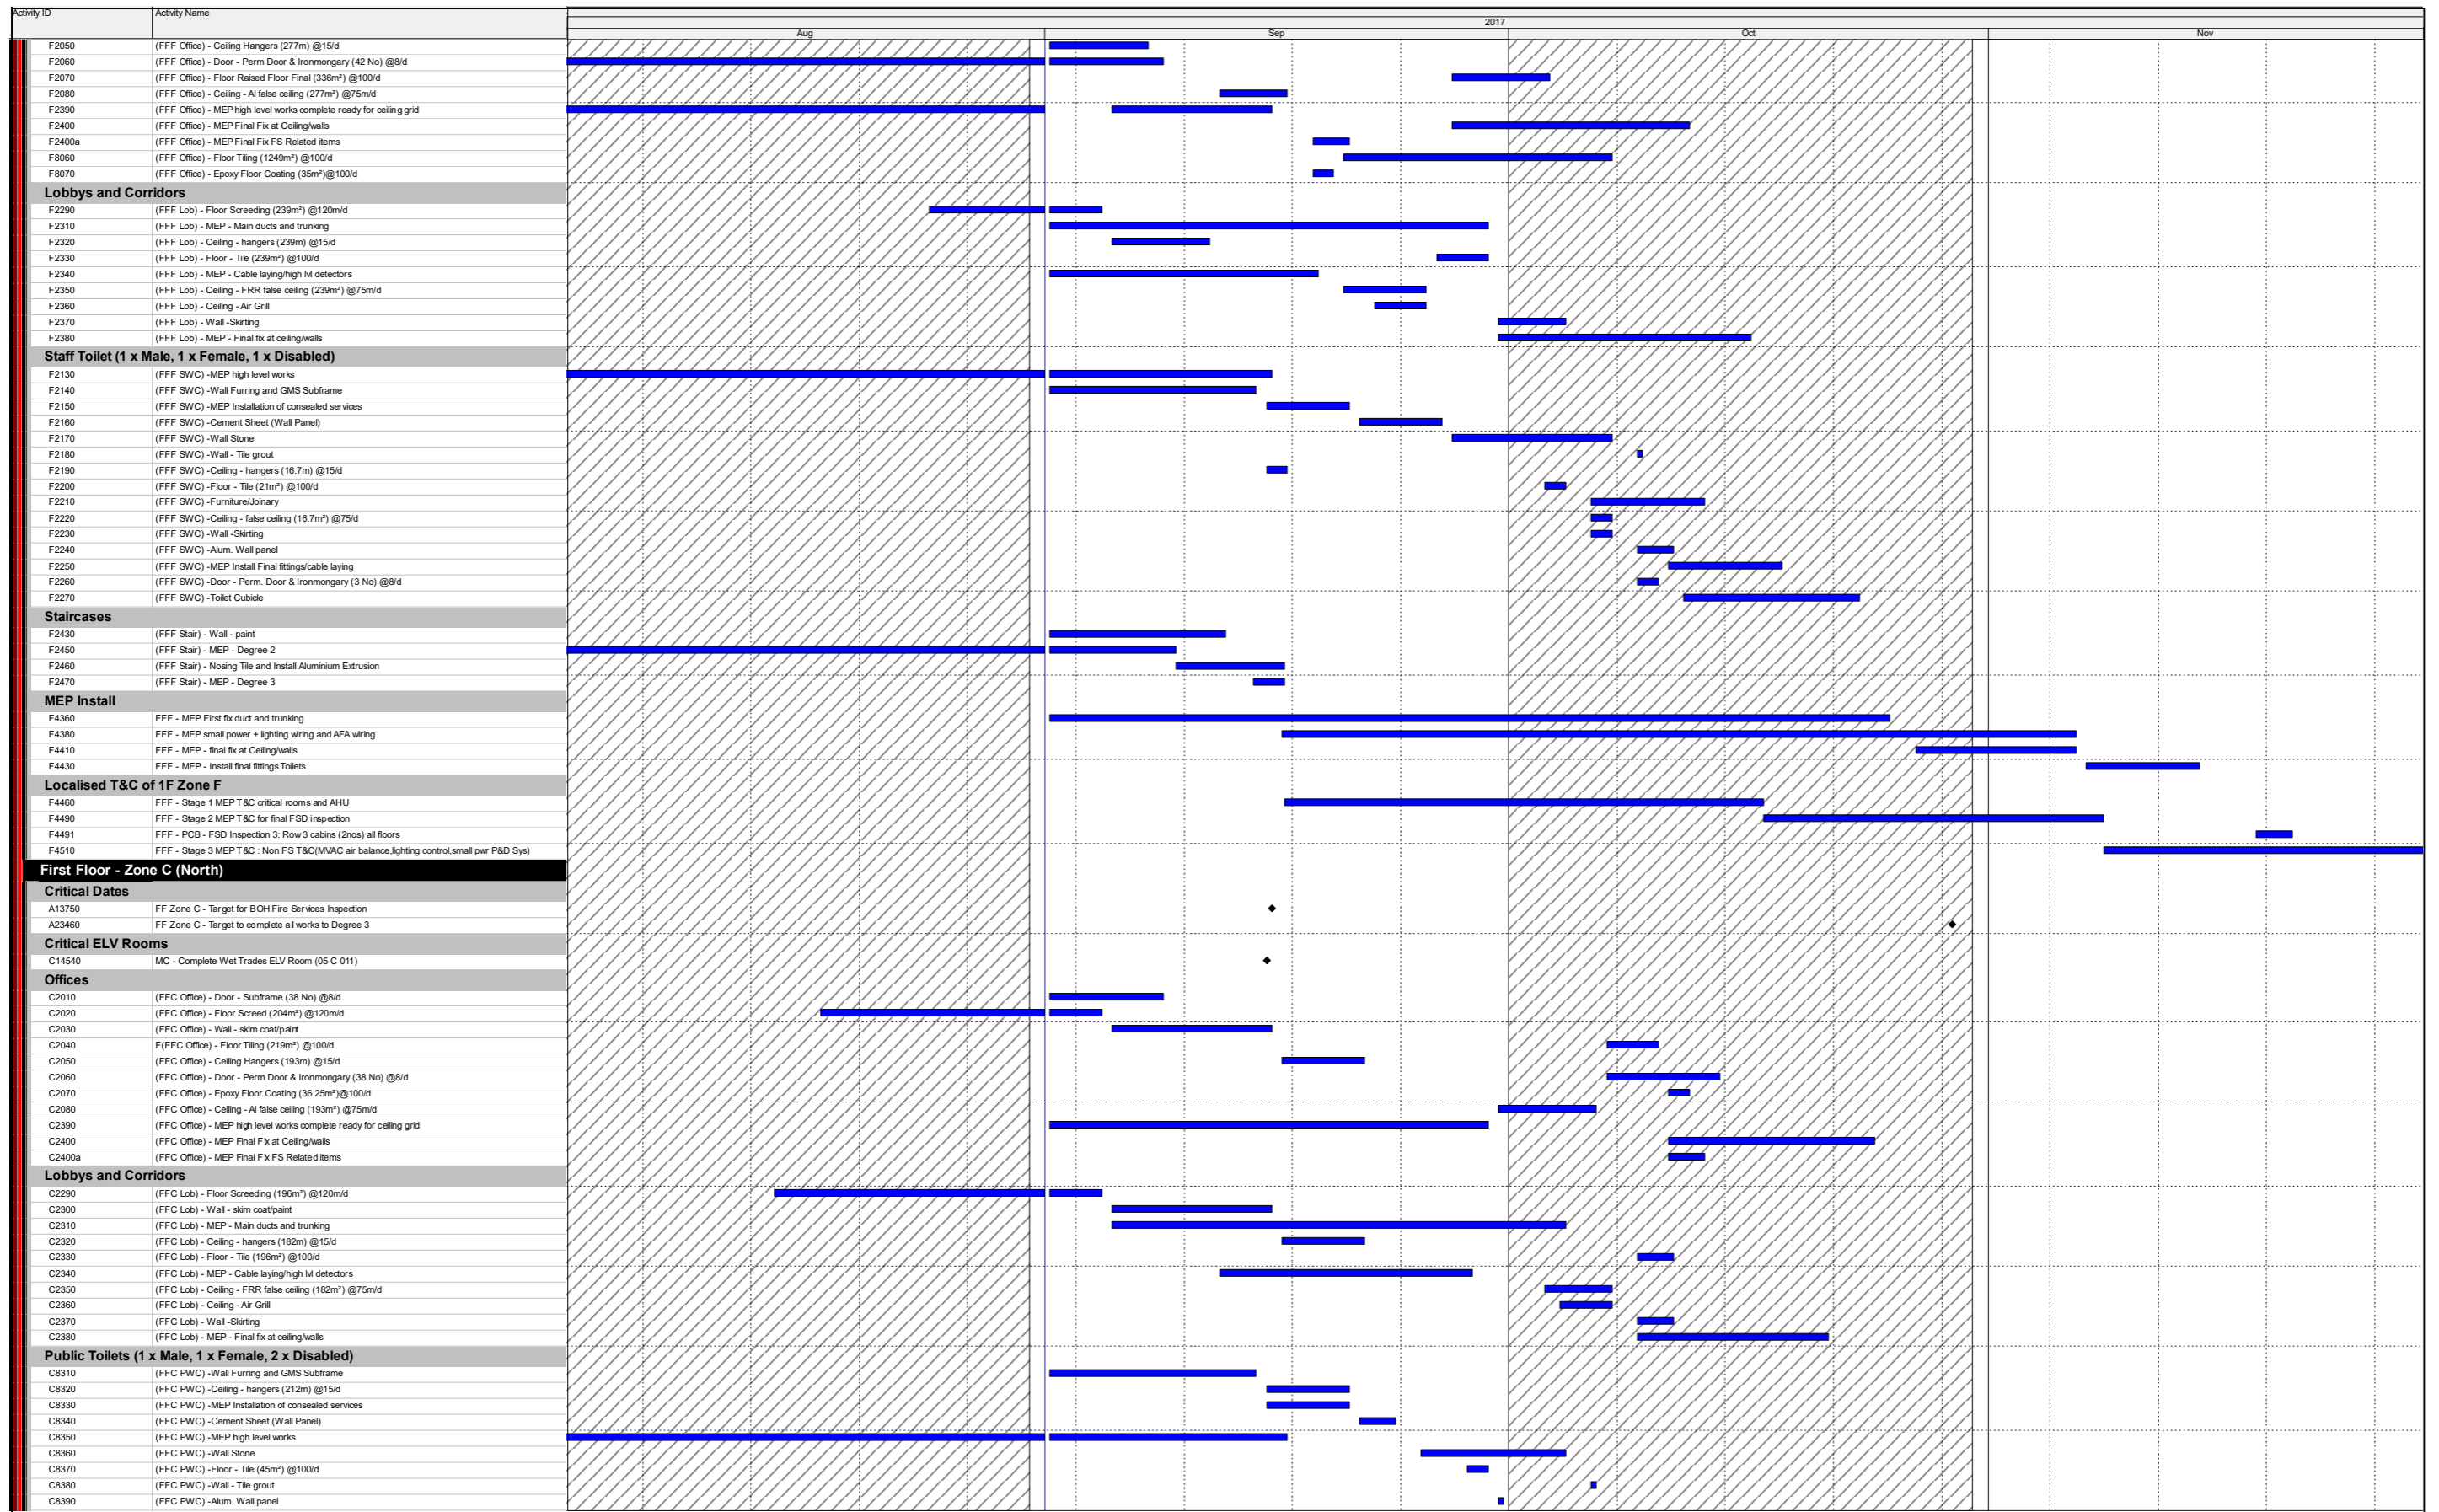 Activity ID Activity Name
2017
Aug Sep Oct Nov
F2050 (FFF Office) - Ceiling Hangers (277m) @15/d
F2060 (FFF Office) - Door - Perm Door & Ironmongary (42 No) @8/d
F2070 (FFF Office) - Floor Raised Floor Final (336m²) @100/d
F2080 (FFF Office) - Ceiling - Al false ceiling (277m²) @75m/d
F2390 (FFF Office) - MEP high level works complete ready for ceiling grid
F2400 (FFF Office) - MEP Final Fix at Ceiling/walls
F2400a (FFF Office) - MEP Final Fix FS Related items
F8060 (FFF Office) - Floor Tiling (1249m²) @100/d
F8070 (FFF Office) - Epoxy Floor Coating (35m²)@100/d
Lobbys and Corridors
F2290 (FFF Lob) - Floor Screeding (239m²) @120m/d
F2310 (FFF Lob) - MEP - Main ducts and trunking
F2320 (FFF Lob) - Ceiling - hangers (239m) @15/d
F2330 (FFF Lob) - Floor - Tile (239m²) @100/d
F2340 (FFF Lob) - MEP - Cable laying/high lvl detectors
F2350 (FFF Lob) - Ceiling - FRR false ceiling (239m²) @75m/d
F2360 (FFF Lob) - Ceiling - Air Grill
F2370 (FFF Lob) - Wall -Skirting
F2380 (FFF Lob) - MEP - Final fix at ceiling/walls
Staff Toilet (1 x Male, 1 x Female, 1 x Disabled)
F2130 (FFF SWC) -MEP high level works
F2140 (FFF SWC) -Wall Furring and GMS Subframe
F2150 (FFF SWC) -MEP Installation of consealed services
F2160 (FFF SWC) -Cement Sheet (Wall Panel)
F2170 (FFF SWC) -Wall Stone
F2180 (FFF SWC) -Wall - Tile grout
F2190 (FFF SWC) -Ceiling - hangers (16.7m) @15/d
F2200 (FFF SWC) -Floor - Tile (21m²) @100/d
F2210 (FFF SWC) -Furniture/Joinary
F2220 (FFF SWC) -Ceiling - false ceiling (16.7m²) @75/d
F2230 (FFF SWC) -Wall -Skirting
F2240 (FFF SWC) -Alum. Wall panel
F2250 (FFF SWC) -MEP Install Final fittings/cable laying
F2260 (FFF SWC) -Door - Perm. Door & Ironmongary (3 No) @8/d
F2270 (FFF SWC) -Toilet Cubicle
Staircases
F2430 (FFF Stair) - Wall - paint
F2450 (FFF Stair) - MEP - Degree 2
F2460 (FFF Stair) - Nosing Tile and Install Aluminium Extrusion
F2470 (FFF Stair) - MEP - Degree 3
MEP Install
F4360 FFF - MEP First fix duct and trunking
F4380 FFF - MEP small power + lighting wiring and AFA wiring
F4410 FFF - MEP - final fix at Ceiling/walls
F4430 FFF - MEP - Install final fittings Toilets
Localised T&C of 1F Zone F
F4460 FFF - Stage 1 MEP T&C critical rooms and AHU
F4490 FFF - Stage 2 MEP T&C for final FSD inspection
F4491 FFF - PCB - FSD Inspection 3: Row 3 cabins (2nos) all floors
F4510 FFF - Stage 3 MEP T&C : Non FS T&C(MVAC air balance,lighting control,small pwr P&D Sys)
First Floor - Zone C (North)
Critical Dates
A13750 FF Zone C - Target for BOH Fire Services Inspection
A23460 FF Zone C - Target to complete all works to Degree 3
Critical ELV Rooms
C14540 MC - Complete Wet Trades ELV Room (05 C 011)
Offices
C2010 (FFC Office) - Door - Subframe (38 No) @8/d
C2020 (FFC Office) - Floor Screed (204m²) @120m/d
C2030 (FFC Office) - Wall - skim coat/paint
C2040 F(FFC Office) - Floor Tiling (219m²) @100/d
C2050 (FFC Office) - Ceiling Hangers (193m) @15/d
C2060 (FFC Office) - Door - Perm Door & Ironmongary (38 No) @8/d
C2070 (FFC Office) - Epoxy Floor Coating (36.25m²)@100/d
C2080 (FFC Office) - Ceiling - Al false ceiling (193m²) @75m/d
C2390 (FFC Office) - MEP high level works complete ready for ceiling grid
C2400 (FFC Office) - MEP Final Fix at Ceiling/walls
C2400a (FFC Office) - MEP Final Fix FS Related items
Lobbys and Corridors
C2290 (FFC Lob) - Floor Screeding (196m²) @120m/d
C2300 (FFC Lob) - Wall - skim coat/paint
C2310 (FFC Lob) - MEP - Main ducts and trunking
C2320 (FFC Lob) - Ceiling - hangers (182m) @15/d
C2330 (FFC Lob) - Floor - Tile (196m²) @100/d
C2340 (FFC Lob) - MEP - Cable laying/high lvl detectors
C2350 (FFC Lob) - Ceiling - FRR false ceiling (182m²) @75m/d
C2360 (FFC Lob) - Ceiling - Air Grill
C2370 (FFC Lob) - Wall -Skirting
C2380 (FFC Lob) - MEP - Final fix at ceiling/walls
Public Toilets (1 x Male, 1 x Female, 2 x Disabled)
C8310 (FFC PWC) -Wall Furring and GMS Subframe
C8320 (FFC PWC) -Ceiling - hangers (212m) @15/d
C8330 (FFC PWC) -MEP Installation of consealed services
C8340 (FFC PWC) -Cement Sheet (Wall Panel)
C8350 (FFC PWC) -MEP high level works
C8360 (FFC PWC) -Wall Stone
C8370 (FFC PWC) -Floor - Tile (45m²) @100/d
C8380 (FFC PWC) -Wall - Tile grout
C8390 (FFC PWC) -Alum. Wall panel